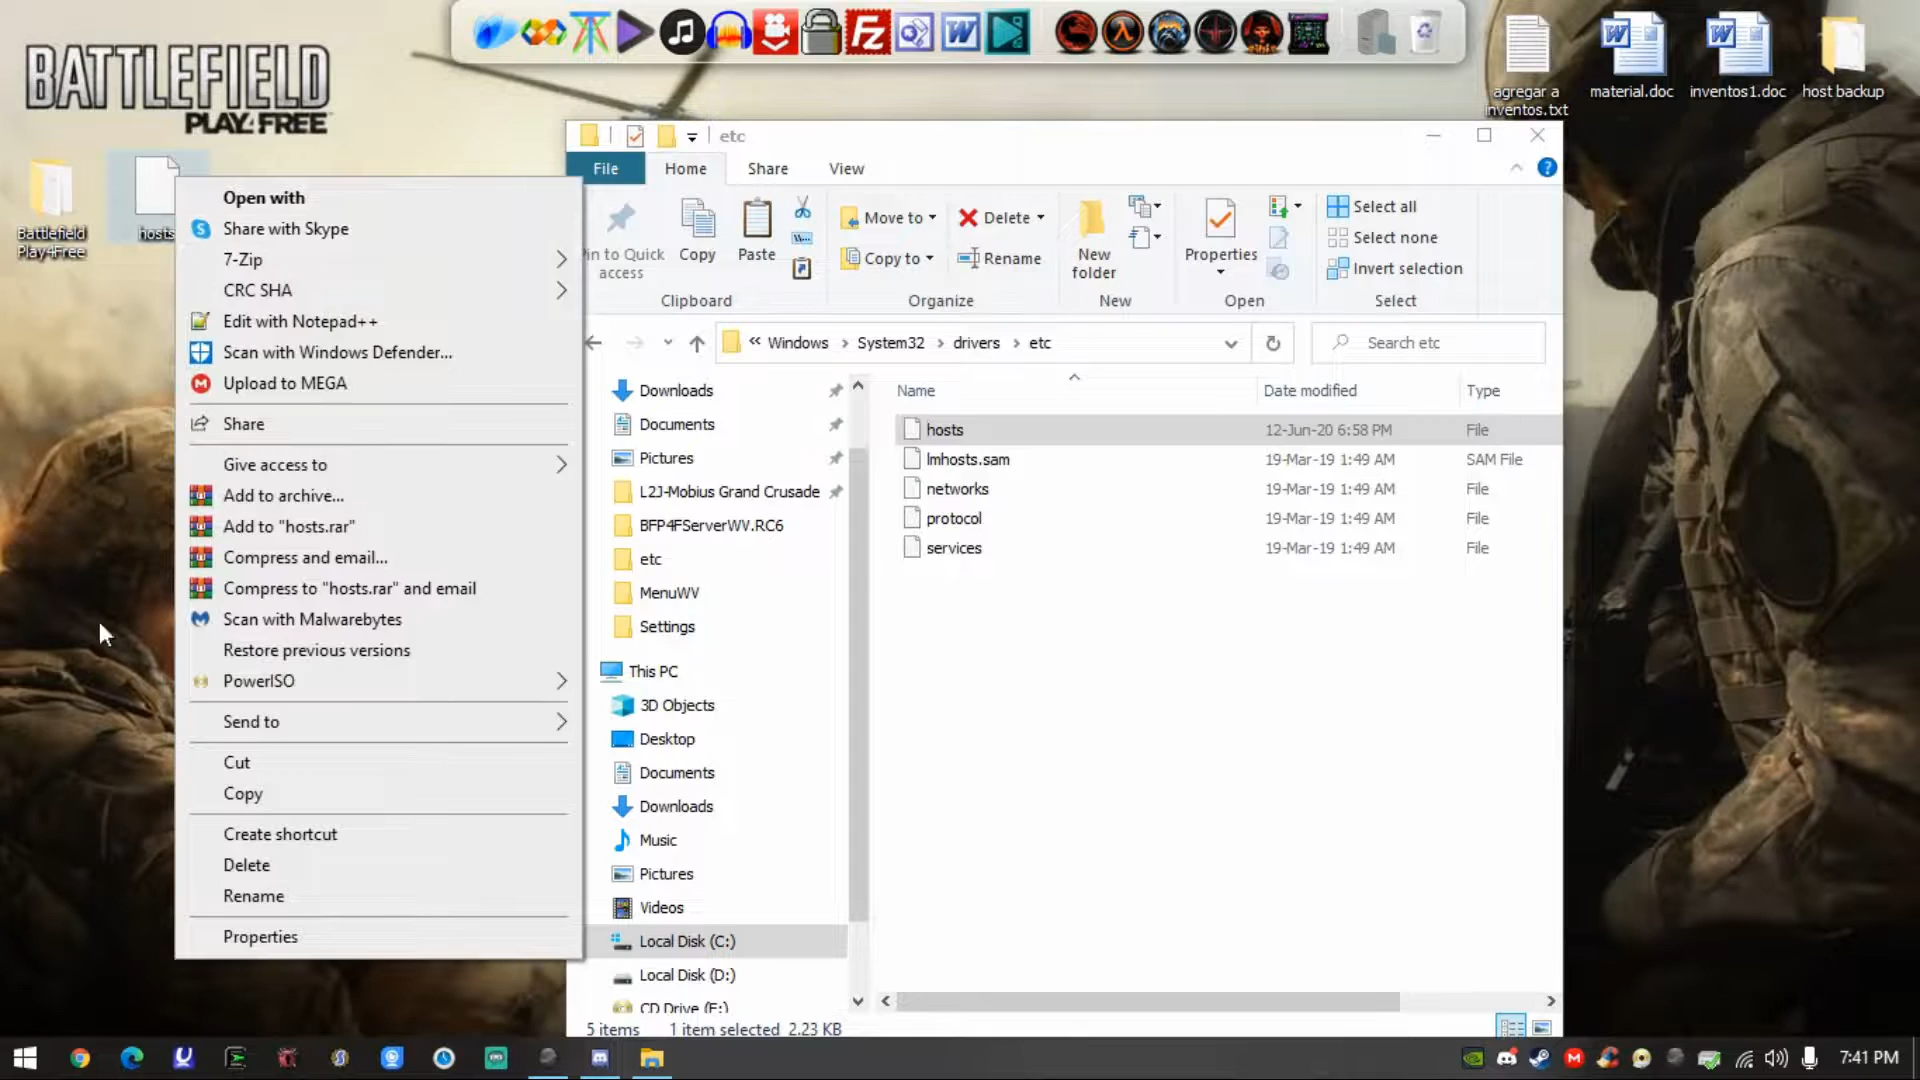 BATTLEFIELD
PLAY4FREE
Battlefield
Play4Free
hosts
agregar a
inventos.txt
material.doc
inventos1.doc
host backup
Open with
Share with Skype
7-Zip
CRC SHA
Edit with Notepad++
Scan with Windows Defender...
Upload to MEGA
Share
Give access to
Add to archive...
Add to "hosts.rar"
Compress and email...
Compress to "hosts.rar" and email
Scan with Malwarebytes
Restore previous versions
PowerISO
Send to
Cut
Copy
Create shortcut
Delete
Rename
Properties
etc
File
Home
Share
View
Pin to Quick
access
Copy
Paste
Clipboard
Move to
Copy to
Delete
Rename
Organize
New
folder
New
Properties
Open
Select all
Select none
Invert selection
Select
« Windows > System32 > drivers > etc
Search etc
Downloads
Documents
Pictures
L2J-Mobius Grand Crusade
BFP4FServerWV.RC6
etc
MenuWV
Settings
This PC
3D Objects
Desktop
Documents
Downloads
Music
Pictures
Videos
Local Disk (C:)
Local Disk (D:)
CD Drive (E:)
Name Date modified Type
hosts 12-Jun-20 6:58 PM File
lmhosts.sam 19-Mar-19 1:49 AM SAM File
networks 19-Mar-19 1:49 AM File
protocol 19-Mar-19 1:49 AM File
services 19-Mar-19 1:49 AM File
5 items 1 item selected 2.23 KB
7:41 PM